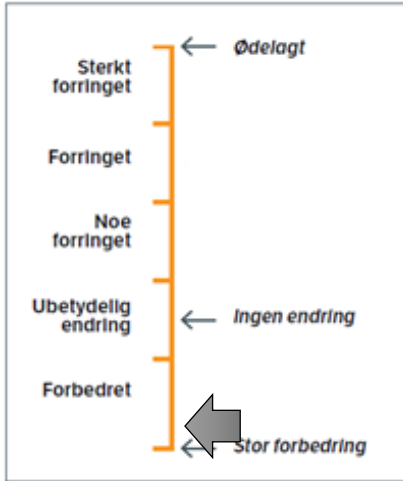 Ødelagt
Sterkt
forringet
Forringet
Noe
forringet
Ubetydelig
endring
Ingen endring
Forbedret
Stor forbedring